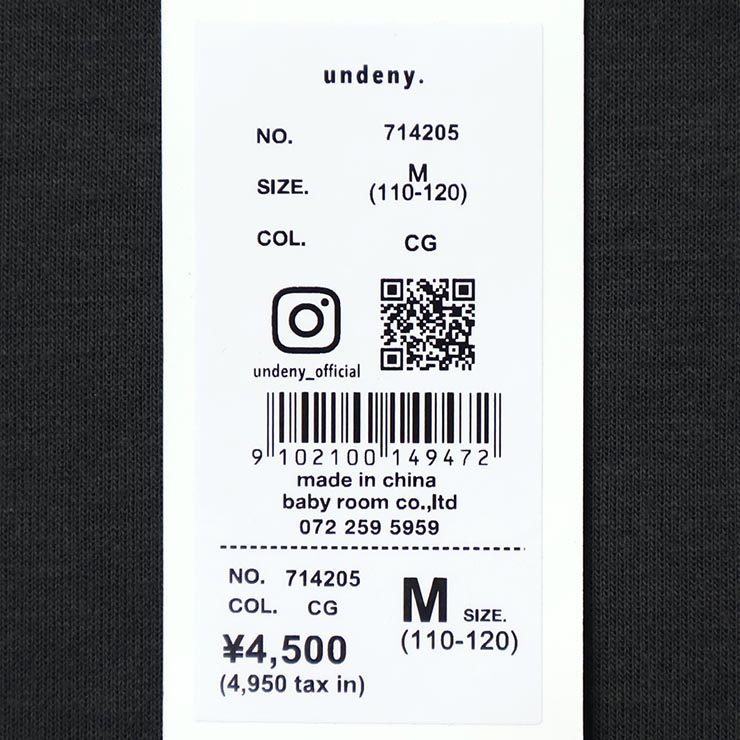 undeny.
NO. 714205
SIZE. M
(110-120)
COL. CG
undeny_official
9 102100 149472
made in china
baby room co.,ltd
072 259 5959
NO. 714205
COL. CG
M SIZE.
(110-120)
¥4,500
(4,950 tax in)